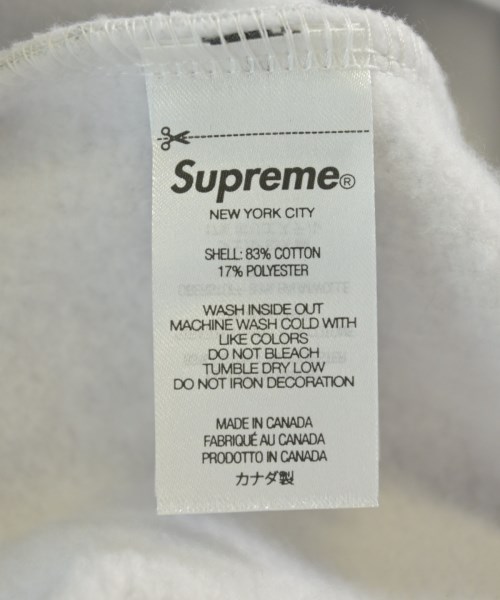 Supreme®
NEW YORK CITY
SHELL: 83% COTTON
17% POLYESTER
WASH INSIDE OUT
MACHINE WASH COLD WITH
LIKE COLORS
DO NOT BLEACH
TUMBLE DRY LOW
DO NOT IRON DECORATION
MADE IN CANADA
FABRIQUÉ AU CANADA
PRODOTTO IN CANADA
カナダ製